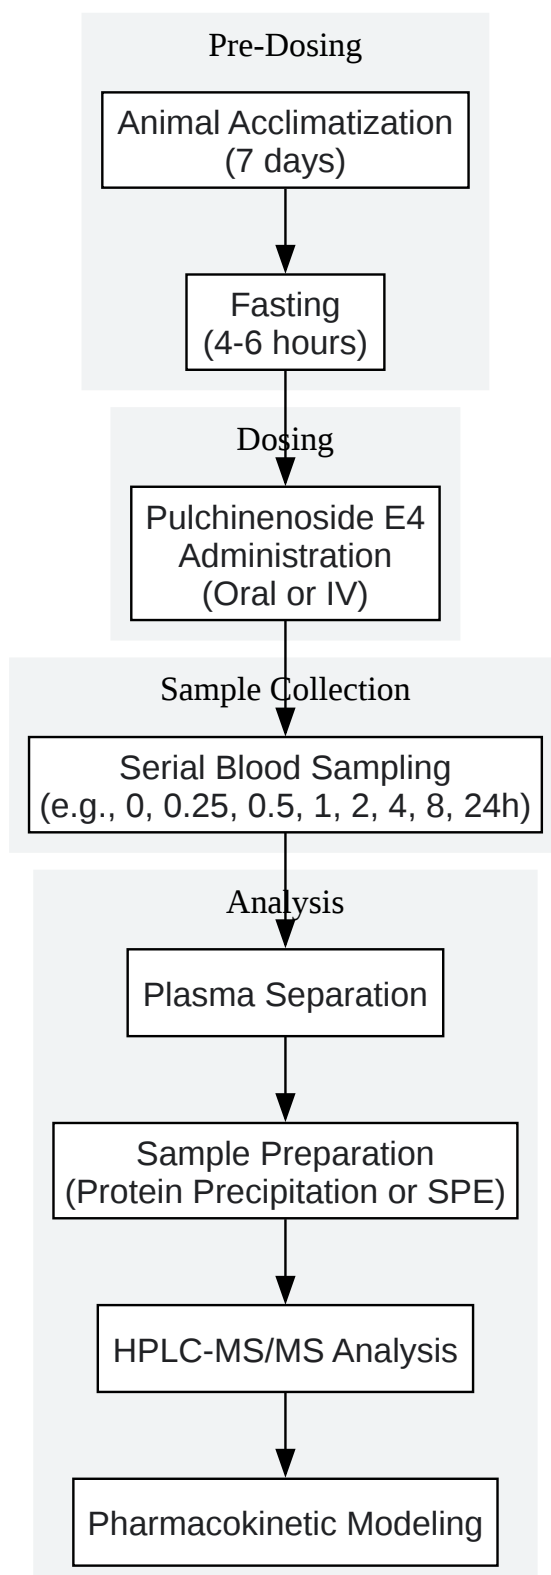 Pre-Dosing
Animal Acclimatization
(7 days)
Fasting
(4-6 hours)
Dosing
Pulchinenoside E4
Administration
(Oral or IV)
Sample Collection
Serial Blood Sampling
(e.g., 0, 0.25, 0.5, 1, 2, 4, 8, 24h)
Analysis
Plasma Separation
Sample Preparation
(Protein Precipitation or SPE)
HPLC-MS/MS Analysis
Pharmacokinetic Modeling